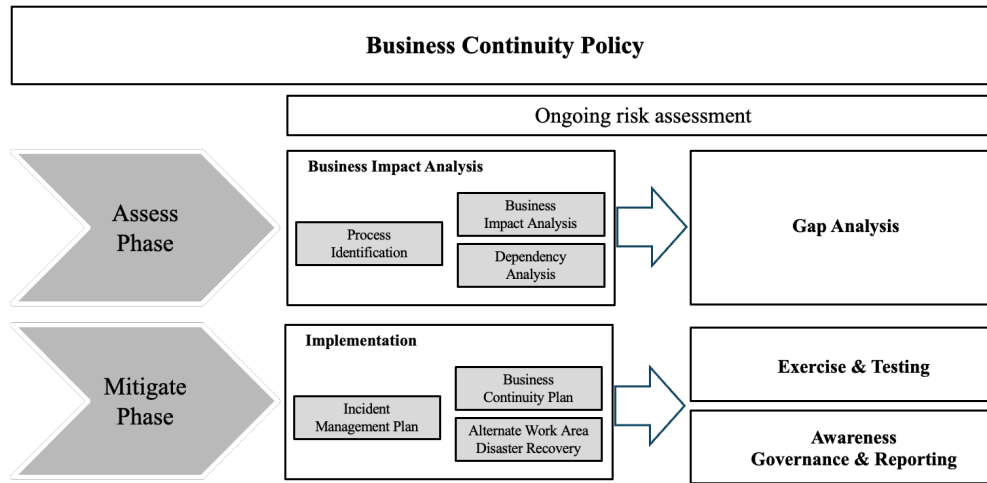 Business Continuity Policy
Ongoing risk assessment
Assess
Phase
Business Impact Analysis
Process
Identification
Business
Impact Analysis
Dependency
Analysis
Gap Analysis
Mitigate
Phase
Implementation
Incident
Management Plan
Business
Continuity Plan
Alternate Work Area
Disaster Recovery
Exercise & Testing
Awareness
Governance & Reporting